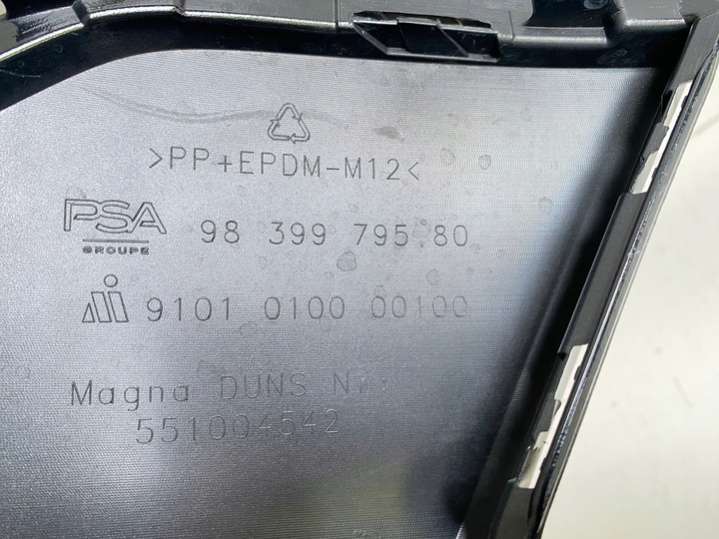 >PP+EPDM-M12<
PSA 98 399 795.80
GROUPE
9101 0100 00100
Magna DUNS
551004542